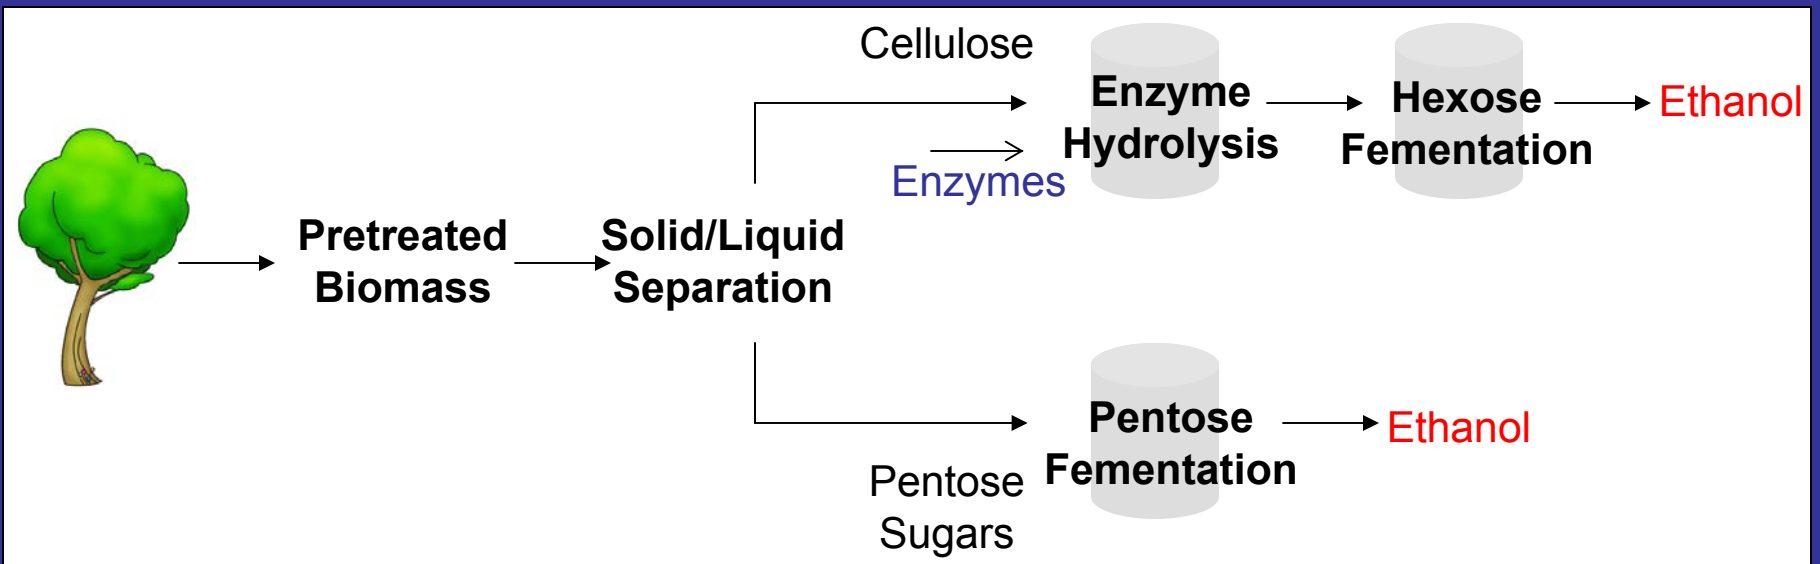 Pretreated
Biomass
Solid/Liquid
Separation
Cellulose
Enzymes
Enzyme
Hydrolysis
Hexose
Fementation
Ethanol
Pentose
Sugars
Pentose
Fementation
Ethanol